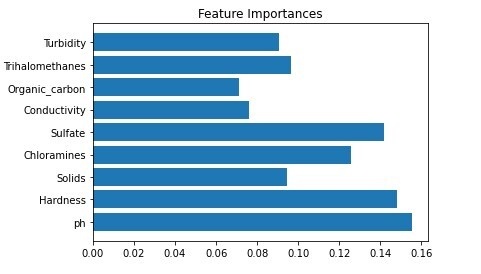 Feature Importances
Turbidity
Trihalomethanes
Organic_carbon
Conductivity
Sulfate
Chloramines
Solids
Hardness
ph
0.00 0.02 0.04 0.06 0.08 0.10 0.12 0.14 0.16